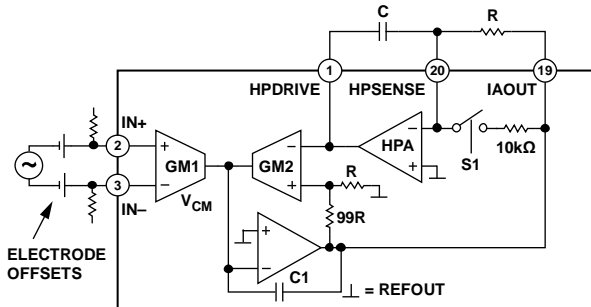 C
R
1
20
19
HPDRIVE
HPSENSE
IAOUT
IN+
2
+
GM1
−
3
IN−
VCM
−
GM2
+
HPA
−
+
S1
10kΩ
R
99R
+
−
C1
ELECTRODE
OFFSETS
= REFOUT